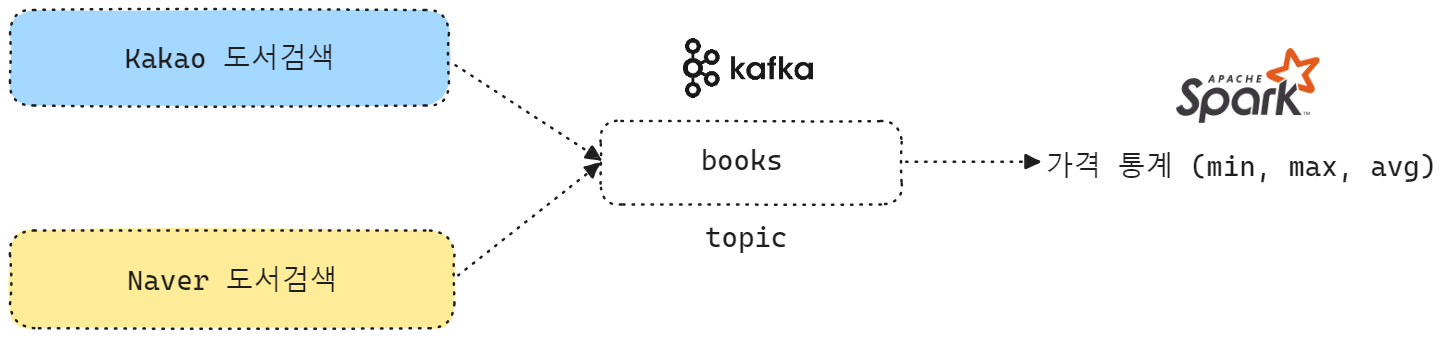 Kakao 도서검색
kafka
APACHE
Spark™
books
가격 통계 (min, max, avg)
topic
Naver 도서검색